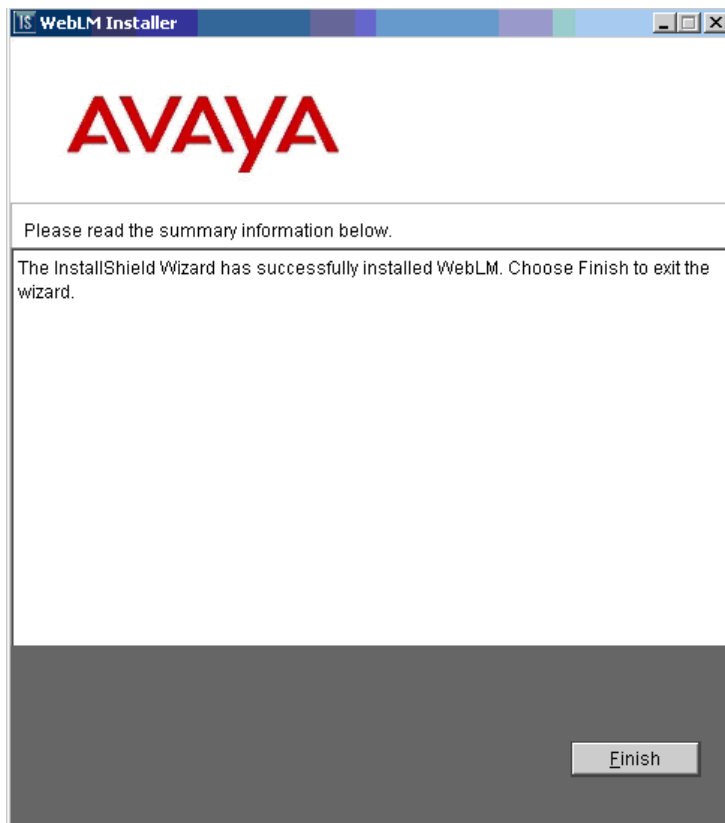 WebLM Installer
AVAYA
Please read the summary information below.
The InstallShield Wizard has successfully installed WebLM. Choose Finish to exit the
wizard.
Finish